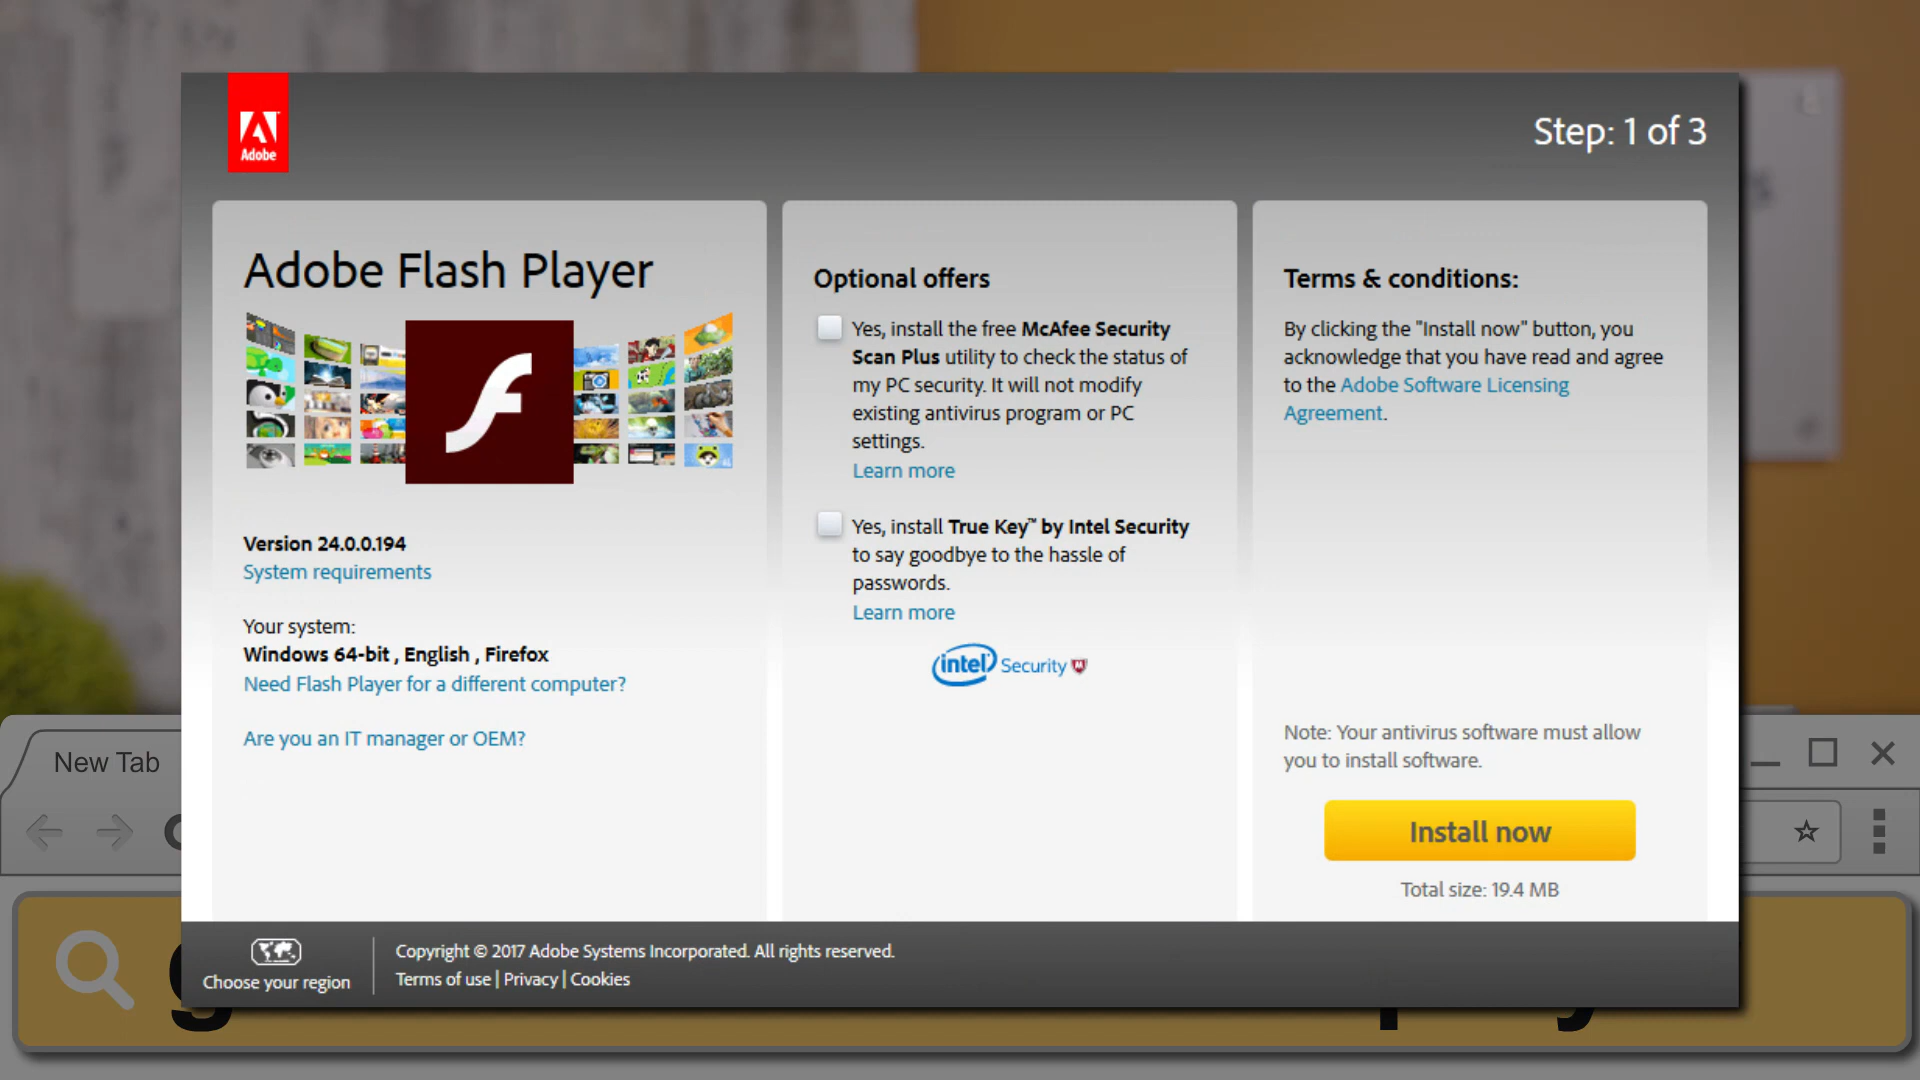 Adobe
Step: 1 of 3
Adobe Flash Player
Version 24.0.0.194
System requirements
Your system:
Windows 64-bit , English , Firefox
Need Flash Player for a different computer?
Are you an IT manager or OEM?
Optional offers
Yes, install the free McAfee Security
Scan Plus utility to check the status of
my PC security. It will not modify
existing antivirus program or PC
settings.
Learn more
Yes, install True Key™ by Intel Security
to say goodbye to the hassle of
passwords.
Learn more
intel Security
Terms & conditions:
By clicking the "Install now" button, you
acknowledge that you have read and agree
to the Adobe Software Licensing
Agreement.
Note: Your antivirus software must allow
you to install software.
Install now
Total size: 19.4 MB
New Tab
Choose your region
Copyright © 2017 Adobe Systems Incorporated. All rights reserved.
Terms of use | Privacy | Cookies